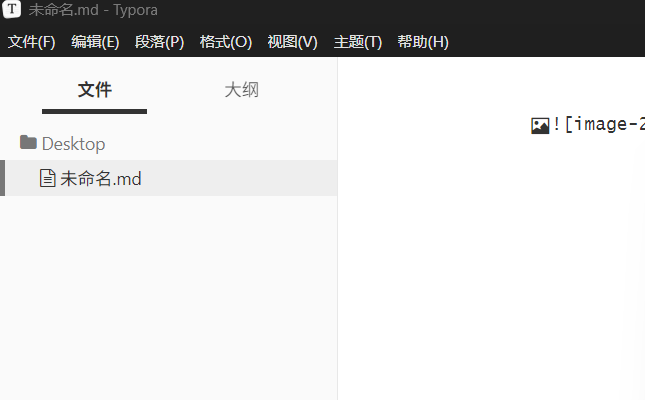 T 未命名.md - Typora
文件(F) 编辑(E) 段落(P) 格式(O) 视图(V) 主题(T) 帮助(H)
文件 大纲
Desktop
![image-2
未命名.md